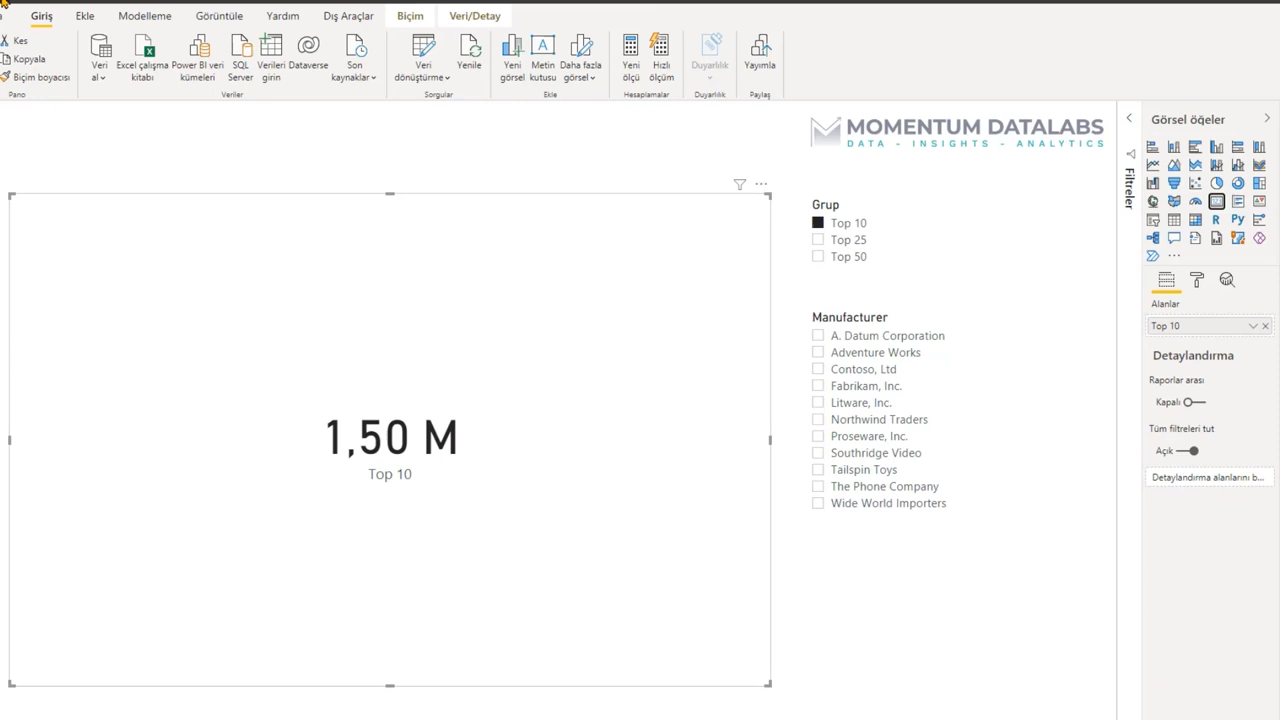 Giriş Ekle Modelleme Görüntüle Yardım Dış Araçlar Biçim Veri/Detay
Kes
Kopyala
Biçim boyacısı
Pano
Veri al
Excel çalışma kitabı
Power BI veri kümeleri
SQL Server
Verileri girin
Dataverse
Son kaynaklar
Veriler
Veri dönüştürme
Yenile
Sorgular
Yeni görsel
Metin kutusu
Daha fazla görsel
Ekle
Yeni ölçü
Hızlı ölçüm
Hesaplamalar
Duyarlılık
Duyarlılık
Yayımla
Paylaş
MOMENTUM DATALABS
DATA - INSIGHTS - ANALYTICS
1,50 M
Top 10
Grup
Top 10
Top 25
Top 50
Manufacturer
A. Datum Corporation
Adventure Works
Contoso, Ltd
Fabrikam, Inc.
Litware, Inc.
Northwind Traders
Proseware, Inc.
Southridge Video
Tailspin Toys
The Phone Company
Wide World Importers
Filtreler
Görsel öğeler
R Py
Alanlar
Top 10
Detaylandırma
Raporlar arası
Kapalı
Tüm filtreleri tut
Açık
Detaylandırma alanlarını b...